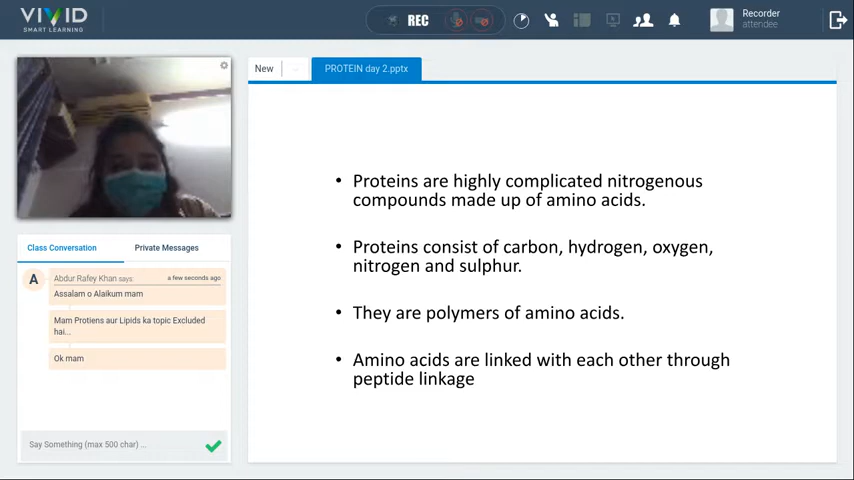 VIVID
SMART LEARNING
REC
Recorder
attendee
New
PROTEIN day 2.pptx
• Proteins are highly complicated nitrogenous
compounds made up of amino acids.
• Proteins consist of carbon, hydrogen, oxygen,
nitrogen and sulphur.
• They are polymers of amino acids.
• Amino acids are linked with each other through
peptide linkage
Class Conversation
Private Messages
A
Abdur Rafey Khan says:
a few seconds ago
Assalam o Alaikum mam
Mam Protiens aur Lipids ka topic Excluded
hai...
Ok mam
Say Something (max 500 char) ...